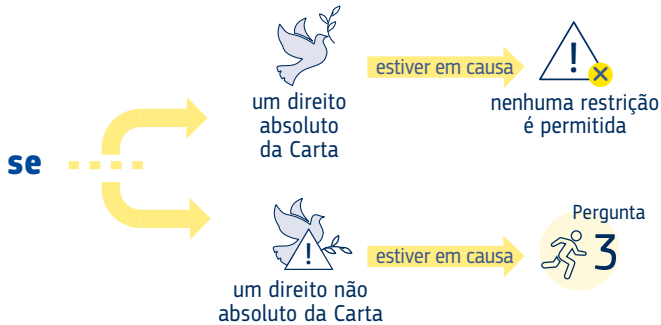 se
um direito
absoluto
da Carta
estiver em causa
!
nenhuma restrição
é permitida
!
um direito não
absoluto da Carta
estiver em causa
Pergunta
3